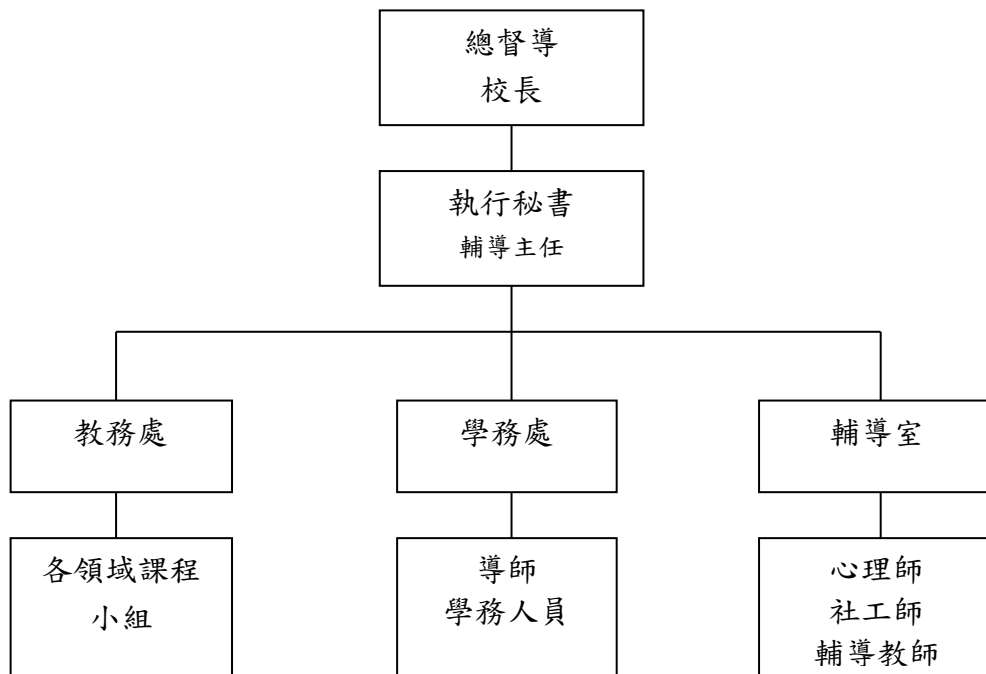 總督導
校長
執行秘書
輔導主任
教務處
學務處
輔導室
各領域課程
小組
導師
學務人員
心理師
社工師
輔導教師